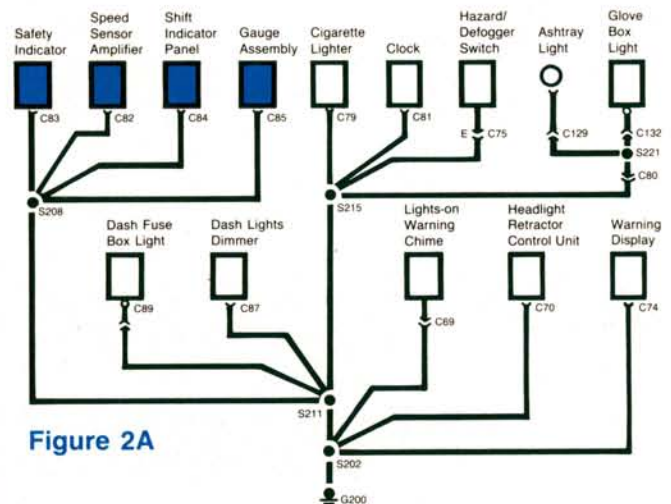 Safety
Indicator
Speed
Sensor
Amplifier
Shift
Indicator
Panel
Gauge
Assembly
Cigarette
Lighter
Clock
Hazard/
Defogger
Switch
Ashtray
Light
Glove
Box
Light
C83
C82
C84
C85
C79
C81
E
C75
C129
C132
S221
C80
S208
S215
Dash Fuse
Box Light
Dash Lights
Dimmer
Lights-on
Warning
Chime
Headlight
Retractor
Control Unit
Warning
Display
C89
C87
C69
C70
C74
S211
Figure 2A
S202
G200